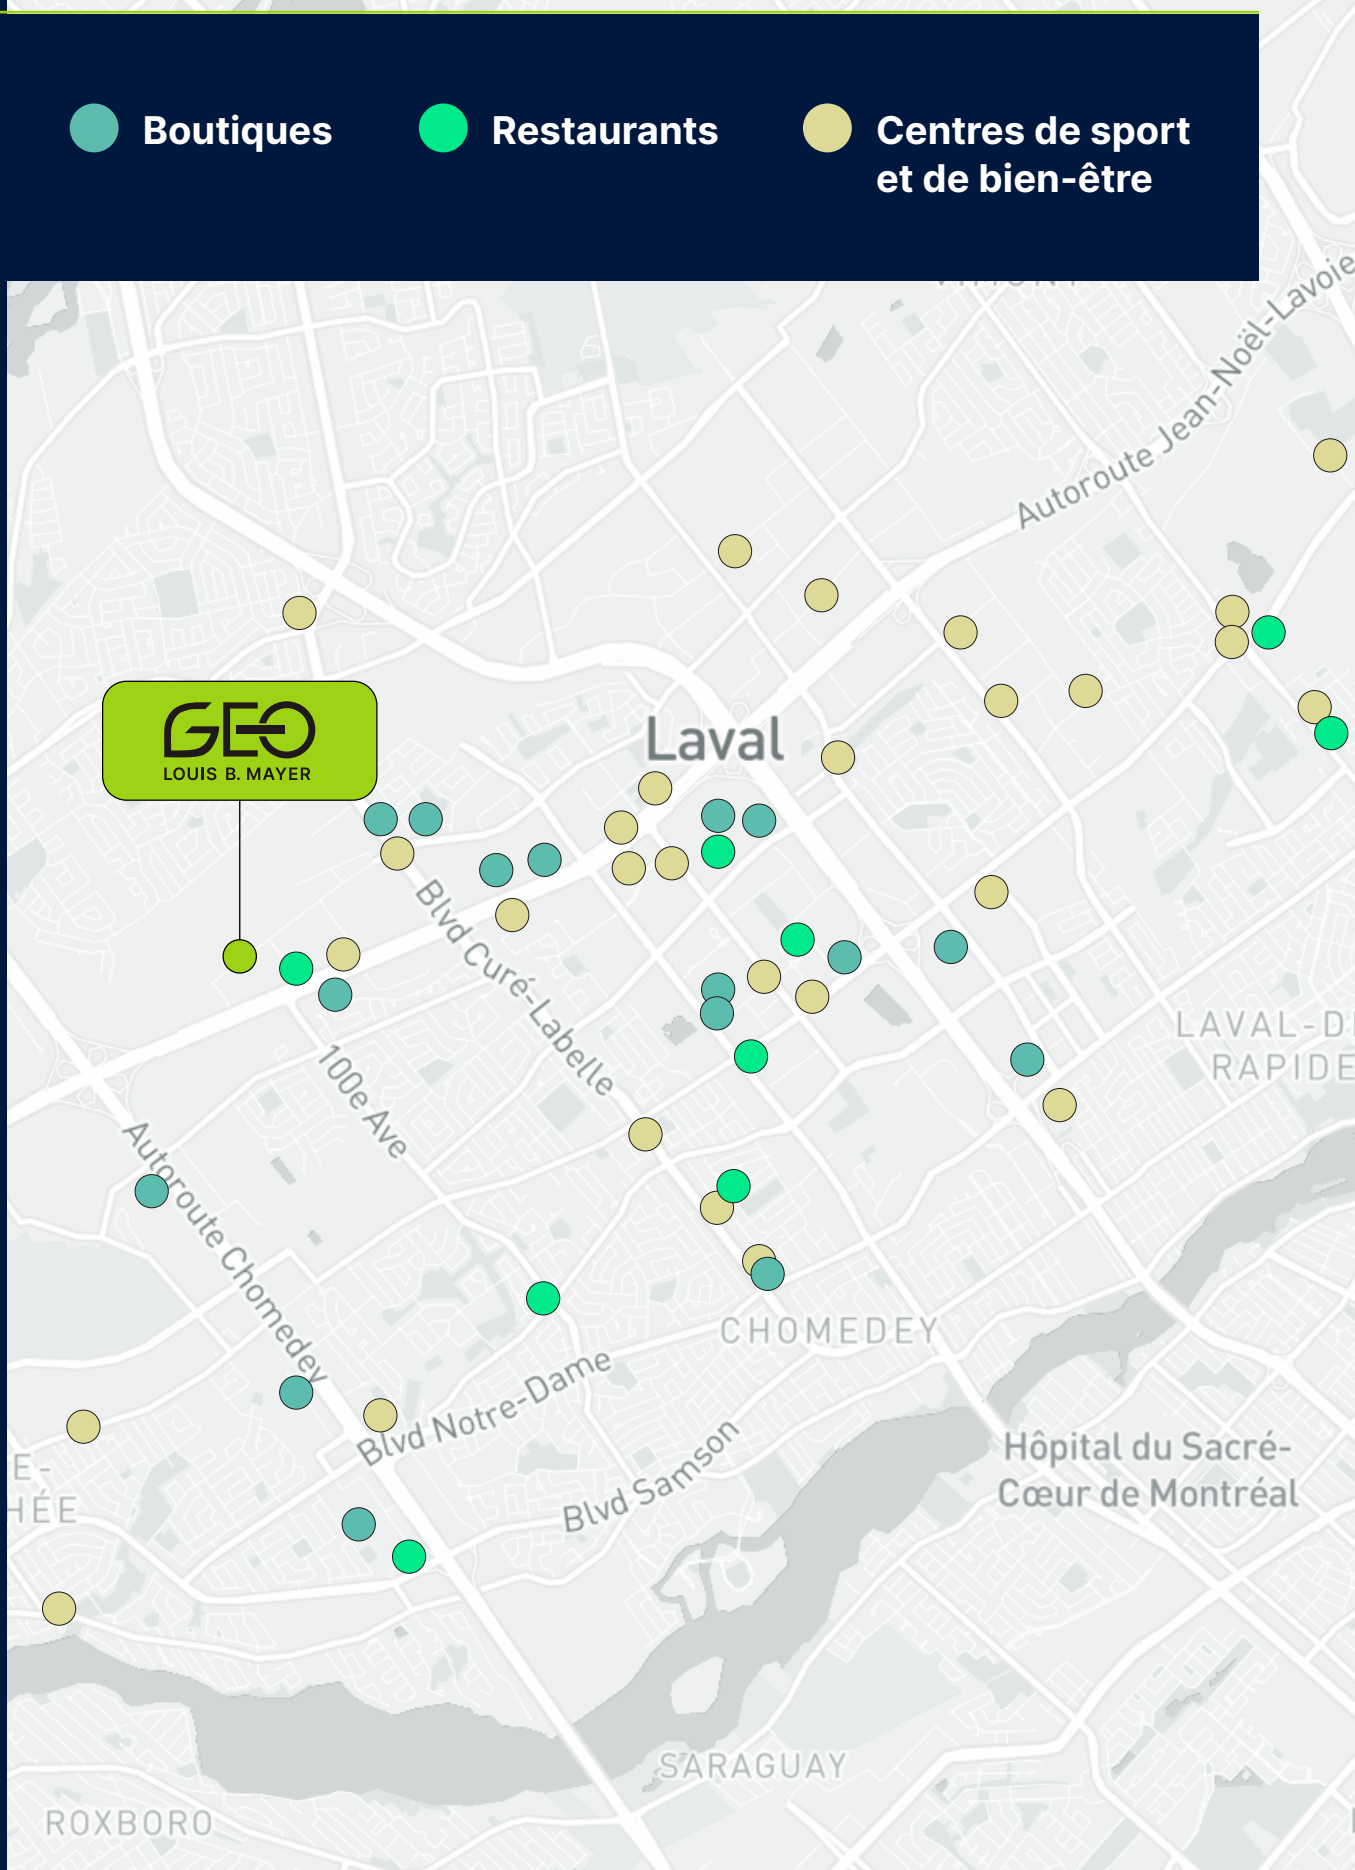 Boutiques
Restaurants
Centres de sport
et de bien-être
Autoroute Jean-Noël-Lavoie
GEO
LOUIS B. MAYER
Laval
Blvd Curé-Labelle
100e Ave
LAVAL-D
RAPIDE
Autoroute Chomedey
CHOMEDEY
Blvd Notre-Dame
Blvd Samson
Hôpital du Sacré-
Cœur de Montréal
E-
HÉE
SARAGUAY
ROXBORO